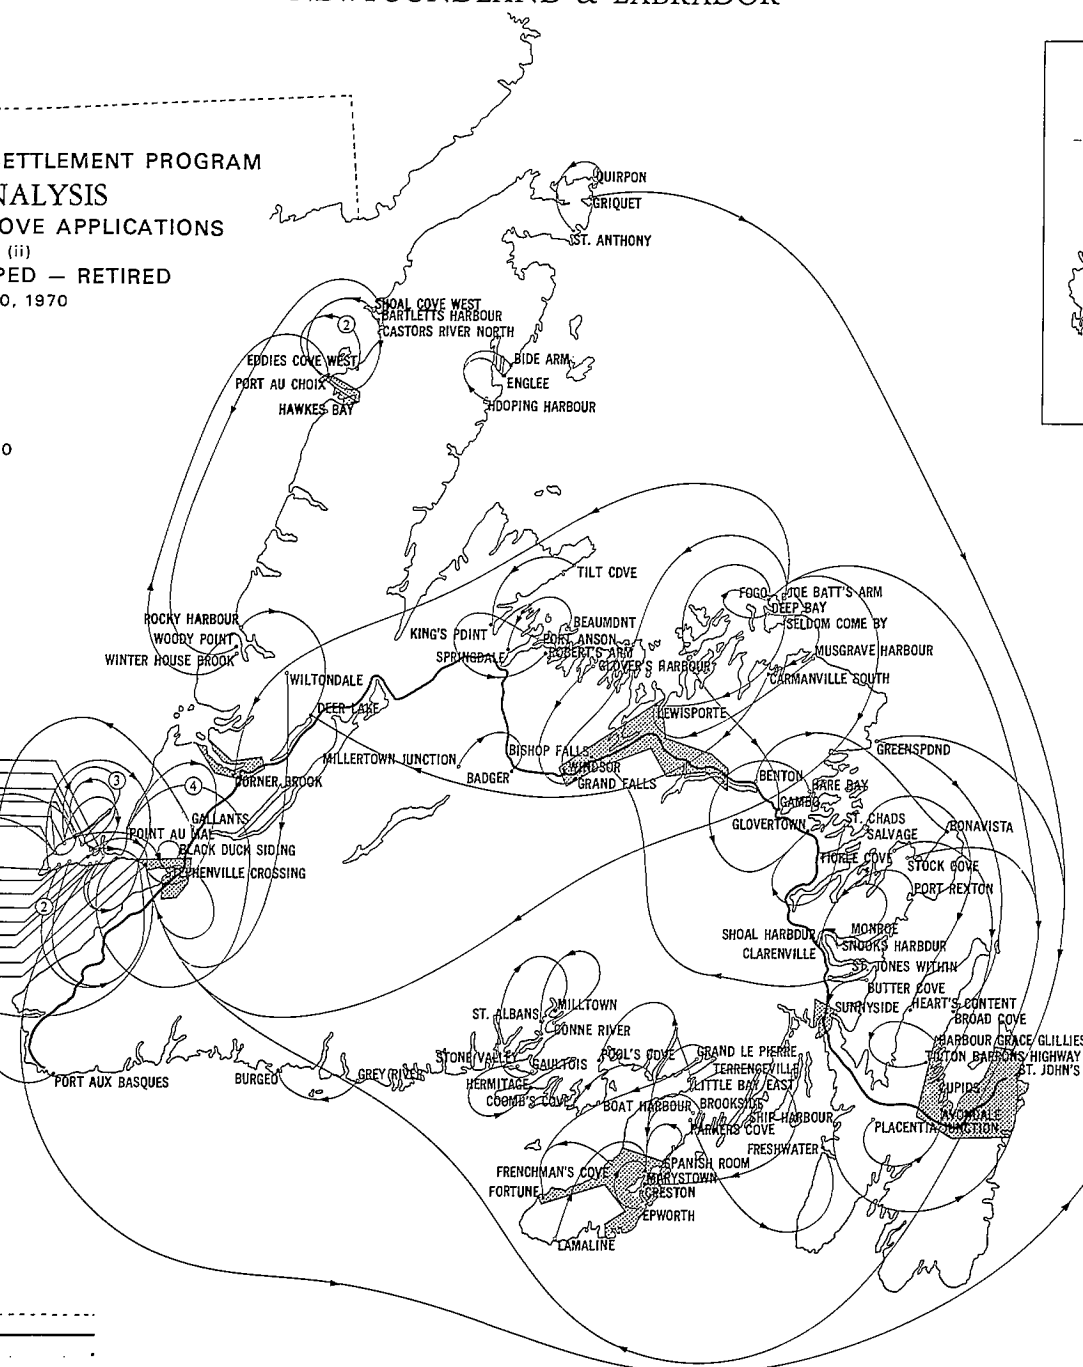 NEWFOUNDLAND & LABRADOR
ETTLEMENT PROGRAM
NALYSIS
OVE APPLICATIONS
(ii)
PED — RETIRED
0, 1970
0
QUIRPON
GRIQUET
ST. ANTHONY
SHOAL COVE WEST
BARTLETTS HARBOUR
CASTORS RIVER NORTH
2
EDDIES COVE WEST
PORT AU CHOIX
HAWKES BAY
BIDE ARM
ENGLEE
HOOPING HARBOUR
TILT COVE
ROCKY HARBOUR
WOODY POINT
WINTER HOUSE BROOK
KING'S POINT
BEAUMONT
PORT ANSON
ROBERT'S ARM
SPRINGDALE
GLOVER'S HARBOUR
FOGO
JOE BATT'S ARM
DEEP BAY
SELDOM COME BY
MUSGRAVE HARBOUR
CARMANVILLE SOUTH
WILTONDALE
DEER LAKE
LEWISPORTE
GREENSPOND
MILLERTOWN JUNCTION
BISHOP FALLS
BADGER
WINDSOR
GRAND FALLS
CORNER BROOK
3
4
BENTON
HARE BAY
GAMBO
GLOVERTOWN
ST. CHADS
SALVAGE
BONAVISTA
GALLANTS
POINT AU MAL
BLACK DUCK SIDING
STEPHENVILLE CROSSING
2
TICKLE COVE
STOCK COVE
PORT REXTON
SHOAL HARBOUR
MONROE
CLARENVILLE
SNOOKS HARBOUR
ST. JONES WITHIN
BUTTER COVE
SUNNYSIDE
HEART'S CONTENT
BROAD COVE
ST. ALBANS
MILLTOWN
CONNE RIVER
HARBOUR GRACE
GILLIES
TILTON
BARRONS
HIGHWAY
ST. JOHN'S
STONE VALLEY
GAULTOIS
POOL'S COVE
GRAND LE PIERRE
TERRENCEVILLE
LITTLE BAY EAST
PORT AUX BASQUES
BURGEO
GREY RIVER
HERMITAGE
COOMB'S COVE
BOAT HARBOUR
BROOKSIDE
SHIP HARBOUR
CUPIDS
AVONDALE
PLACENTIA
JUNCTION
PARKERS COVE
FRESHWATER
FRENCHMAN'S COVE
SPANISH ROOM
MARYSTOWN
FORTUNE
CRESTON
EPWORTH
LAMALINE